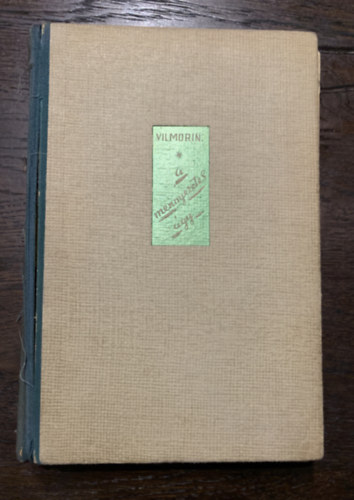 VILMORIN:
*
a
mennyezetes
ágy